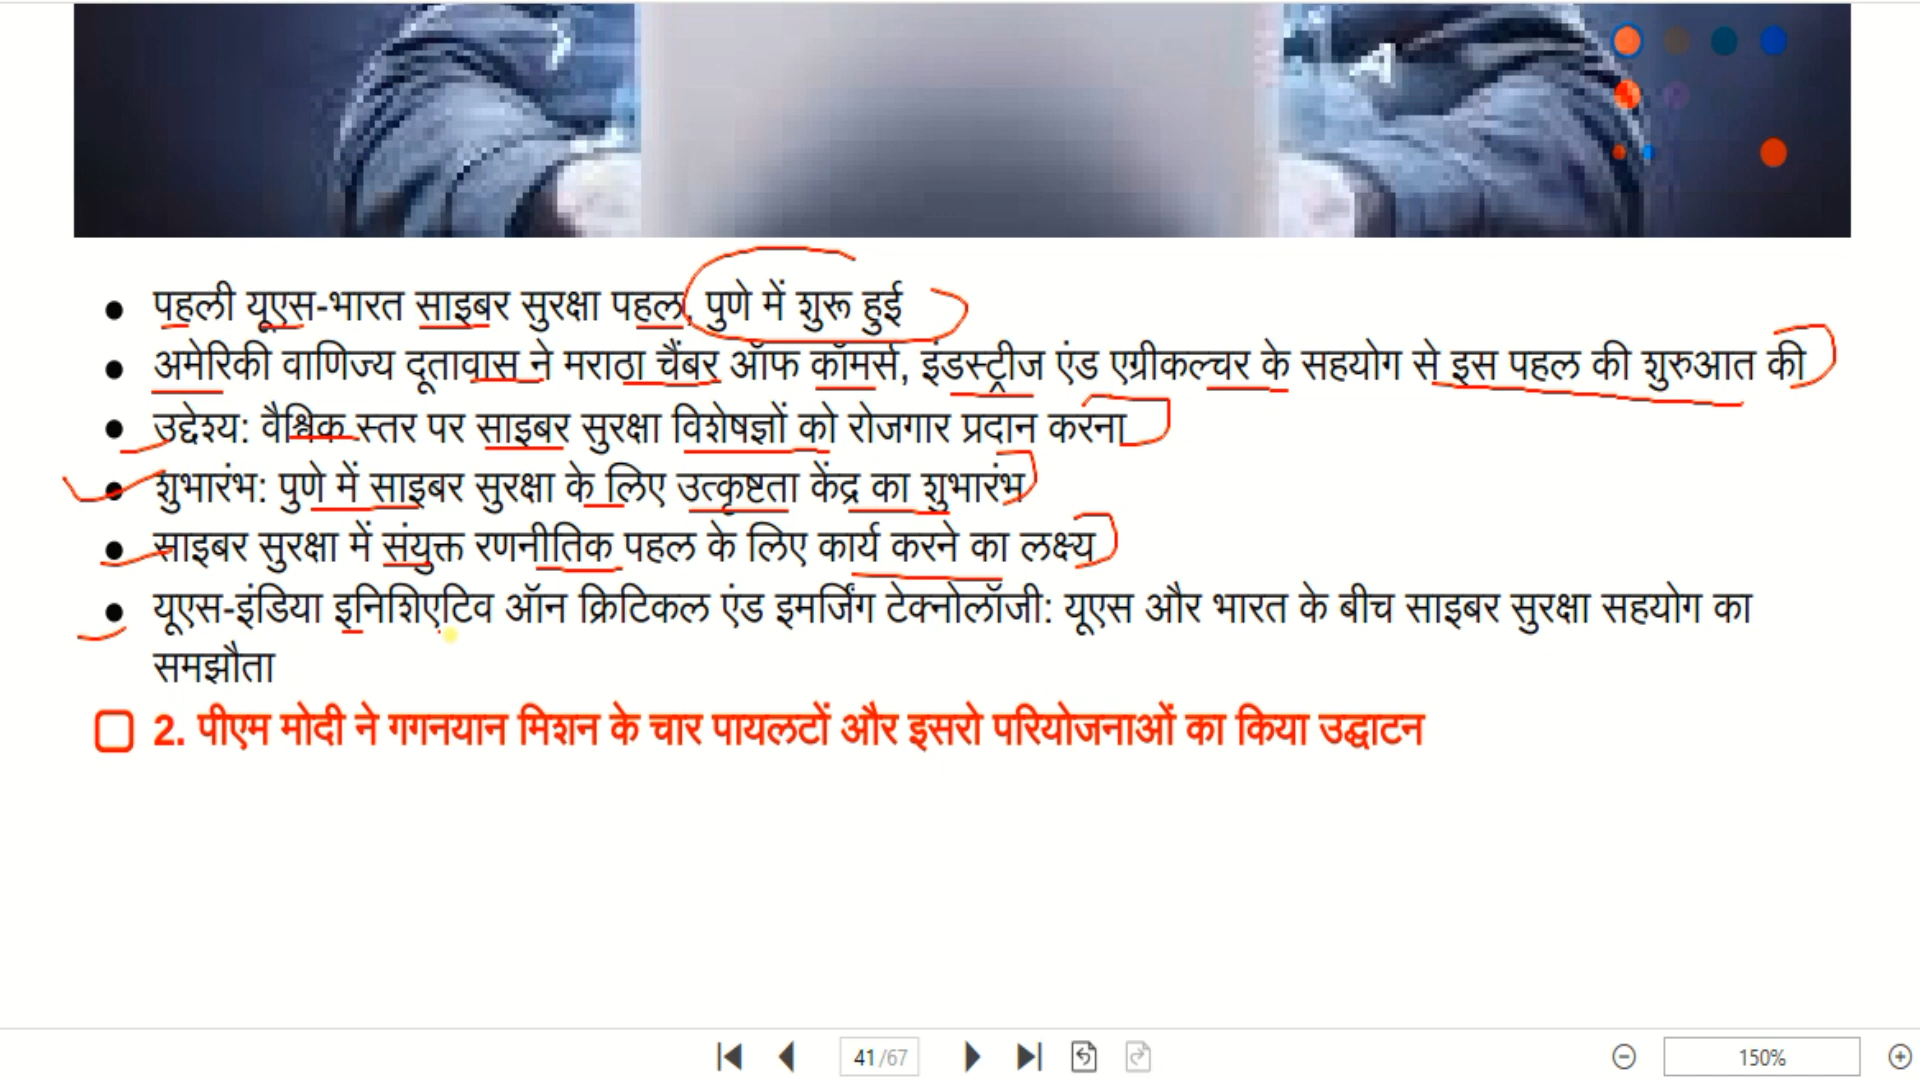 पहली यूएस-भारत साइबर सुरक्षा पहल, पुणे में शुरू हुई
अमेरिकी वाणिज्य दूतावास ने मराठा चैंबर ऑफ कॉमर्स, इंडस्ट्रीज एंड एग्रीकल्चर के सहयोग से इस पहल की शुरुआत की
उद्देश्य: वैश्विक स्तर पर साइबर सुरक्षा विशेषज्ञों को रोजगार प्रदान करना
शुभारंभ: पुणे में साइबर सुरक्षा के लिए उत्कृष्टता केंद्र का शुभारंभ
साइबर सुरक्षा में संयुक्त रणनीतिक पहल के लिए कार्य करने का लक्ष्य
यूएस-इंडिया इनिशिएटिव ऑन क्रिटिकल एंड इमर्जिंग टेक्नोलॉजी: यूएस और भारत के बीच साइबर सुरक्षा सहयोग का
समझौता
2. पीएम मोदी ने गगनयान मिशन के चार पायलटों और इसरो परियोजनाओं का किया उद्घाटन
41/67
150%